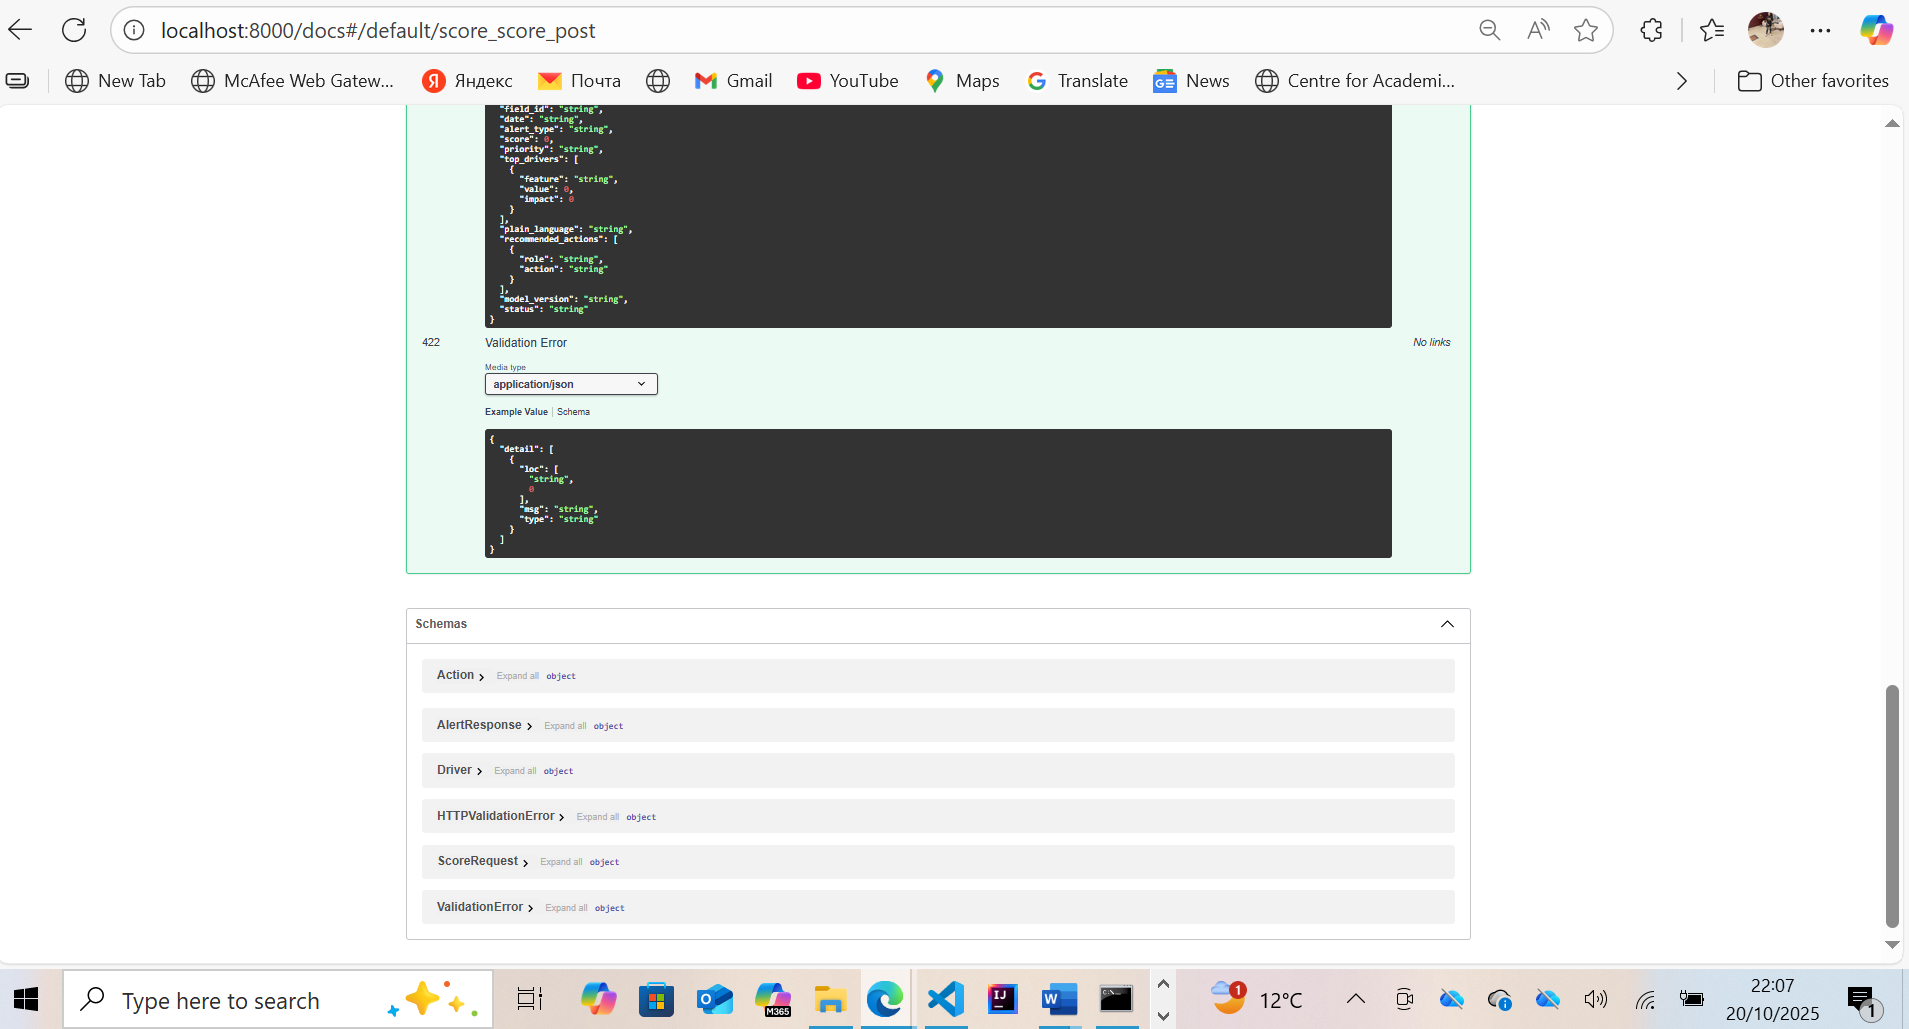 localhost:8000/docs#/default/score_score_post
New Tab
McAfee Web Gatew...
Яндекс
Почта
Gmail
YouTube
Maps
Translate
News
Centre for Academi...
Other favorites
"field_id": "string",
"date": "string",
"alert_type": "string",
"score": 0,
"priority": "string",
"top_drivers": [
{
"feature": "string",
"value": 0,
"impact": 0
}
],
"plain_language": "string",
"recommended_actions": [
{
"role": "string",
"action": "string"
}
],
"model_version": "string",
"status": "string"
}
422 Validation Error No links
Media type
application/json
Example Value | Schema
{
"detail": [
{
"loc": [
"string",
0
],
"msg": "string",
"type": "string"
}
]
}
Schemas
Action Expand all object
AlertResponse Expand all object
Driver Expand all object
HTTPValidationError Expand all object
ScoreRequest Expand all object
ValidationError Expand all object
Type here to search
M365
1
12°C
22:07
20/10/2025
1